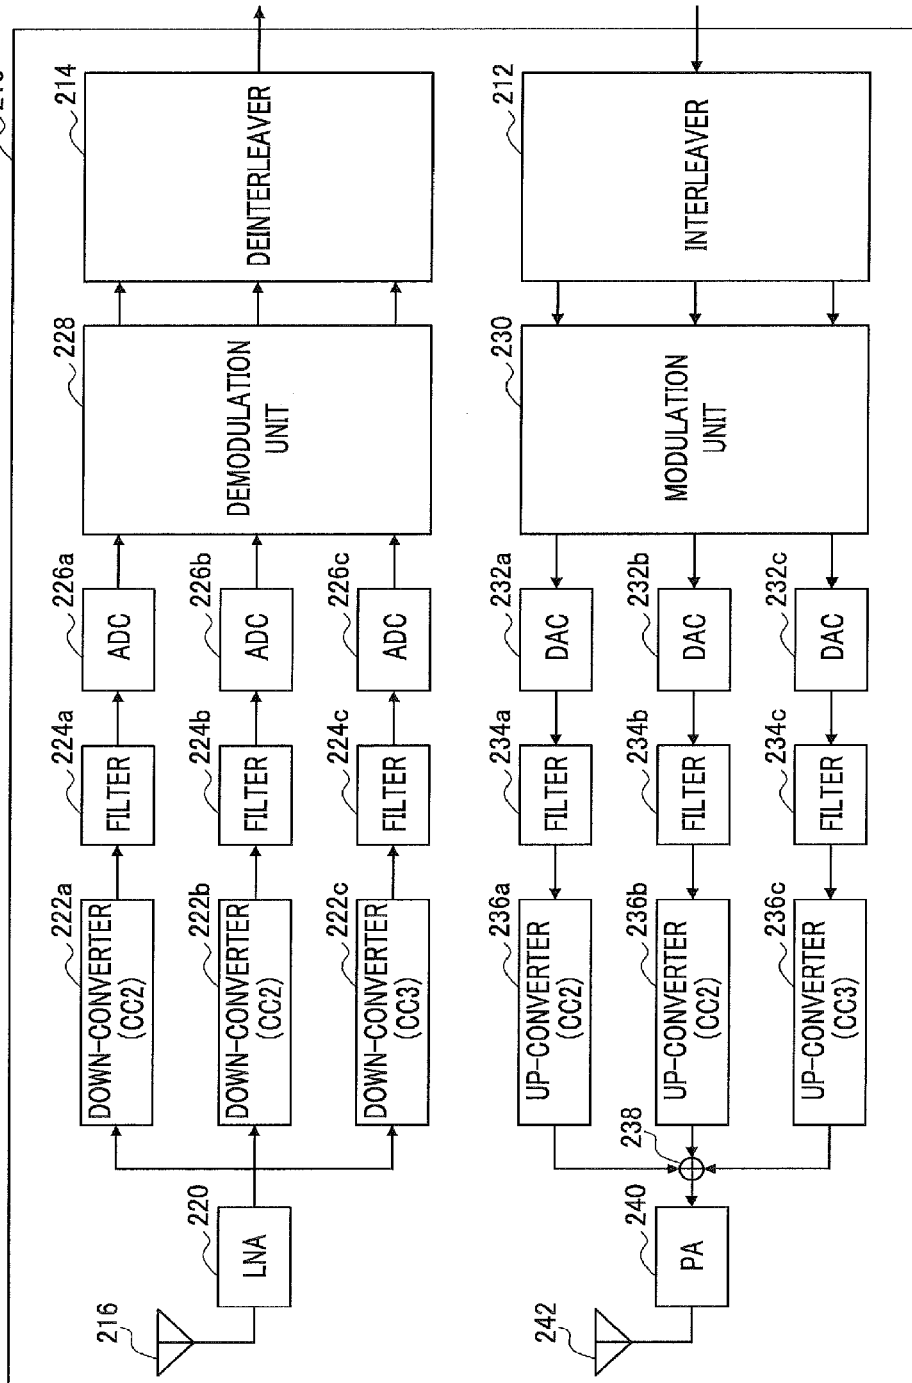 214
DEINTERLEAVER
228
DEMODULATION
UNIT
226a
ADC
226b
ADC
226c
ADC
224a
FILTER
224b
FILTER
224c
FILTER
222a
DOWN-CONVERTER
(CC2)
222b
DOWN-CONVERTER
(CC2)
222c
DOWN-CONVERTER
(CC3)
220
LNA
216
212
INTERLEAVER
230
MODULATION
UNIT
232a
DAC
232b
DAC
232c
DAC
234a
FILTER
234b
FILTER
234c
FILTER
236a
UP-CONVERTER
(CC2)
236b
UP-CONVERTER
(CC2)
236c
UP-CONVERTER
(CC3)
238
240
PA
242